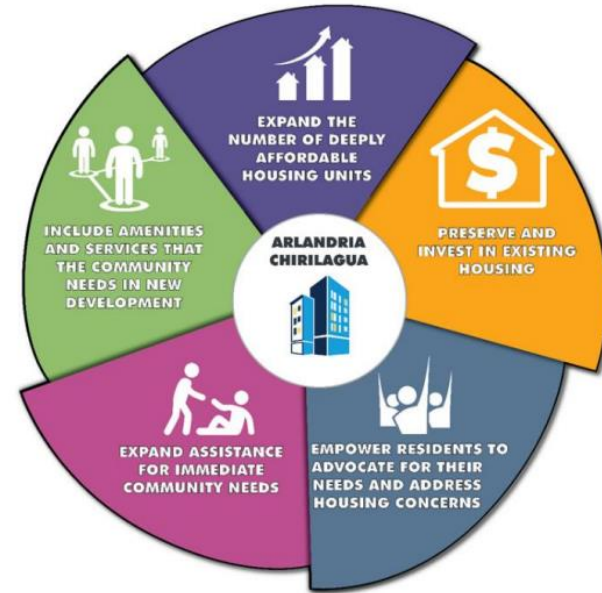 EXPAND THE
NUMBER OF DEEPLY
AFFORDABLE
HOUSING UNITS
$
PRESERVE AND
INVEST IN EXISTING
HOUSING
EMPOWER RESIDENTS TO
ADVOCATE FOR THEIR
NEEDS AND ADDRESS
HOUSING CONCERNS
EXPAND ASSISTANCE
FOR IMMEDIATE
COMMUNITY NEEDS
INCLUDE AMENITIES
AND SERVICES THAT
THE COMMUNITY
NEEDS IN NEW
DEVELOPMENT
ARLANDRIA
CHIRILAGUA